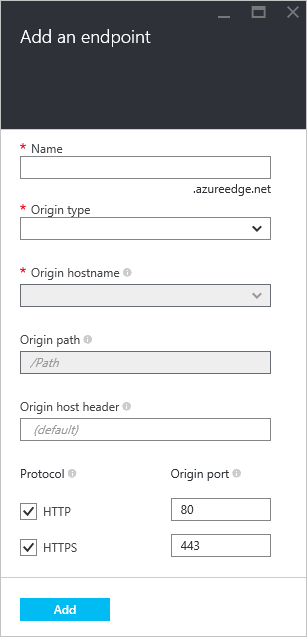 Add an endpoint
* Name
.azureedge.net
* Origin type
* Origin hostname
Origin path
/Path
Origin host header
(default)
Protocol Origin port
HTTP 80
HTTPS 443
Add